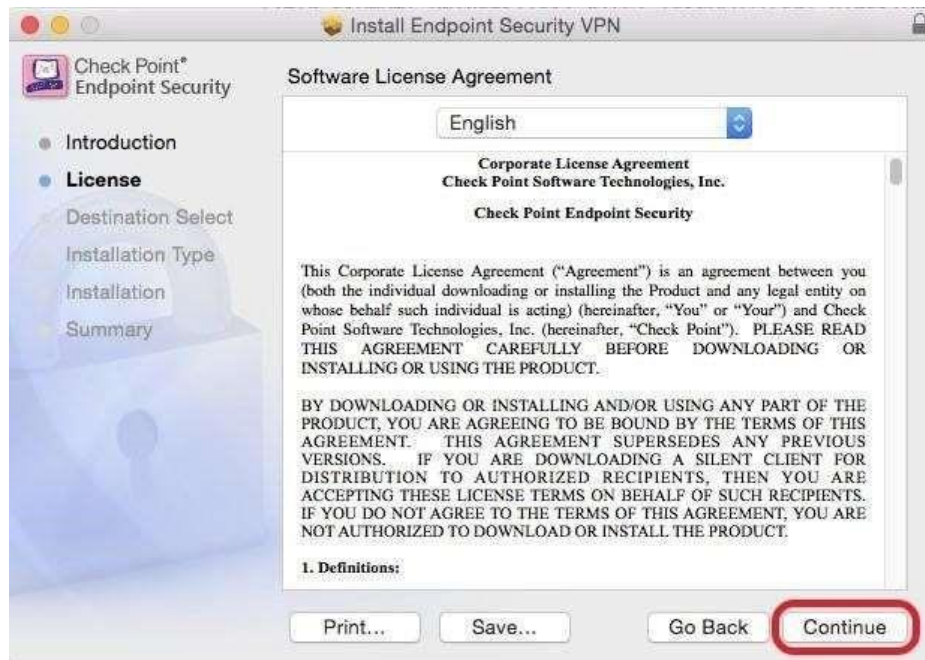 Install Endpoint Security VPN
Check Point®
Endpoint Security
Introduction
License
Destination Select
Installation Type
Installation
Summary
Software License Agreement
English
Corporate License Agreement
Check Point Software Technologies, Inc.
Check Point Endpoint Security
This Corporate License Agreement (“Agreement”) is an agreement between you
(both the individual downloading or installing the Product and any legal entity on
whose behalf such individual is acting) (hereinafter, “You” or “Your”) and Check
Point Software Technologies, Inc. (hereinafter, “Check Point”). PLEASE READ
THIS AGREEMENT CAREFULLY BEFORE DOWNLOADING OR
INSTALLING OR USING THE PRODUCT.
BY DOWNLOADING OR INSTALLING AND/OR USING ANY PART OF THE
PRODUCT, YOU ARE AGREEING TO BE BOUND BY THE TERMS OF THIS
AGREEMENT. THIS AGREEMENT SUPERSEDES ANY PREVIOUS
VERSIONS. IF YOU ARE DOWNLOADING A SILENT CLIENT FOR
DISTRIBUTION TO AUTHORIZED RECIPIENTS, THEN YOU ARE
ACCEPTING THESE LICENSE TERMS ON BEHALF OF SUCH RECIPIENTS.
IF YOU DO NOT AGREE TO THE TERMS OF THIS AGREEMENT, YOU ARE
NOT AUTHORIZED TO DOWNLOAD OR INSTALL THE PRODUCT.
1. Definitions:
Print...
Save...
Go Back
Continue